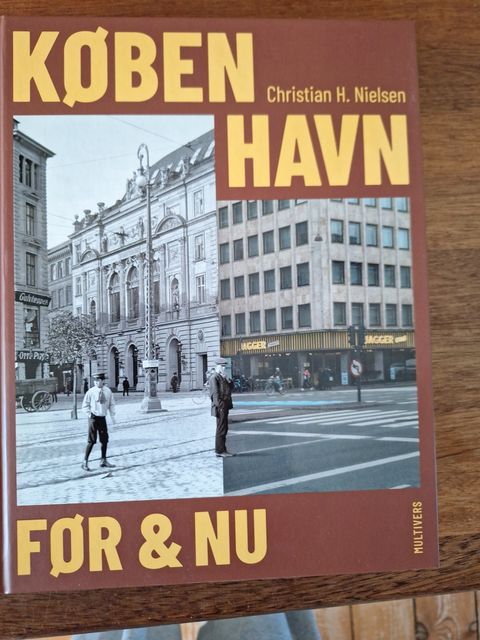 KØBEN
Christian H. Nielsen
HAVN
JAGGER
JAGGER
FØR & NU
MULTIVERS